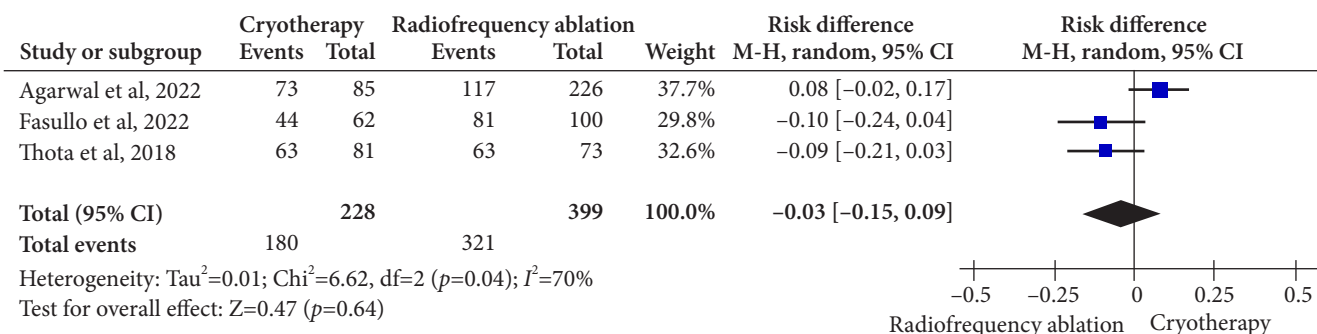 Cryotherapy Radiofrequency ablation Risk difference Risk difference
Study or subgroup Events Total Events Total Weight M-H, random, 95% CI M-H, random, 95% CI
Agarwal et al, 2022 73 85 117 226 37.7% 0.08 [–0.02, 0.17]
Fasullo et al, 2022 44 62 81 100 29.8% –0.10 [–0.24, 0.04]
Thota et al, 2018 63 81 63 73 32.6% –0.09 [–0.21, 0.03]
Total (95% CI) 228 399 100.0% –0.03 [–0.15, 0.09]
Total events 180 321
Heterogeneity: Tau²=0.01; Chi²=6.62, df=2 (p=0.04); I²=70%
Test for overall effect: Z=0.47 (p=0.64)
–0.5 –0.25 0 0.25 0.5
Radiofrequency ablation Cryotherapy